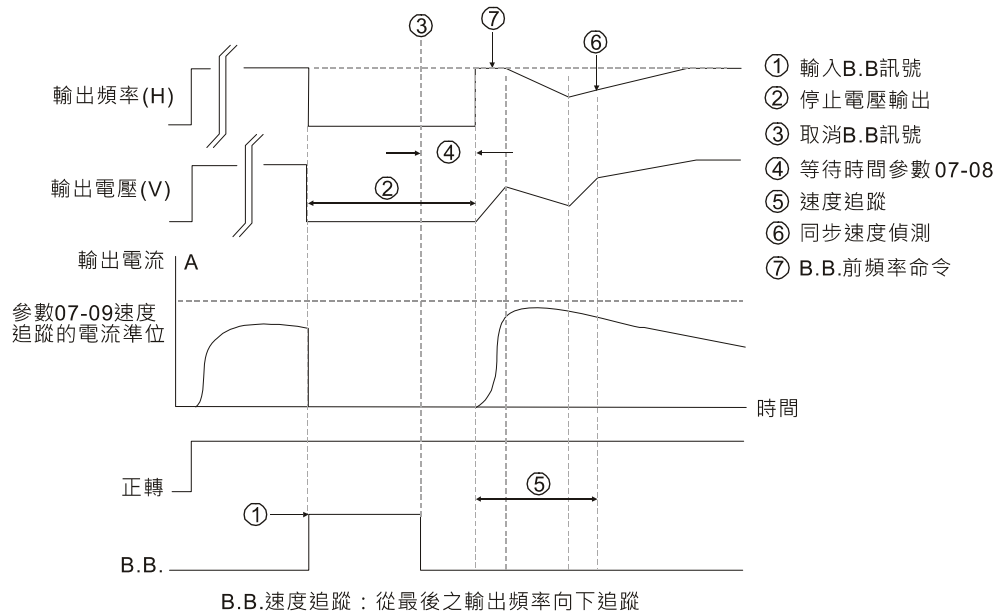 ③
⑦
⑥
輸出頻率(H)
④
輸出電壓(V)
②
① 輸入B.B訊號
② 停止電壓輸出
③ 取消B.B訊號
④ 等待時間參數 07-08
⑤ 速度追蹤
⑥ 同步速度偵測
⑦ B.B.前頻率命令
輸出電流 A
參數07-09速度
追蹤的電流準位
時間
正轉
⑤
①
B.B.
B.B.速度追蹤：從最後之輸出頻率向下追蹤